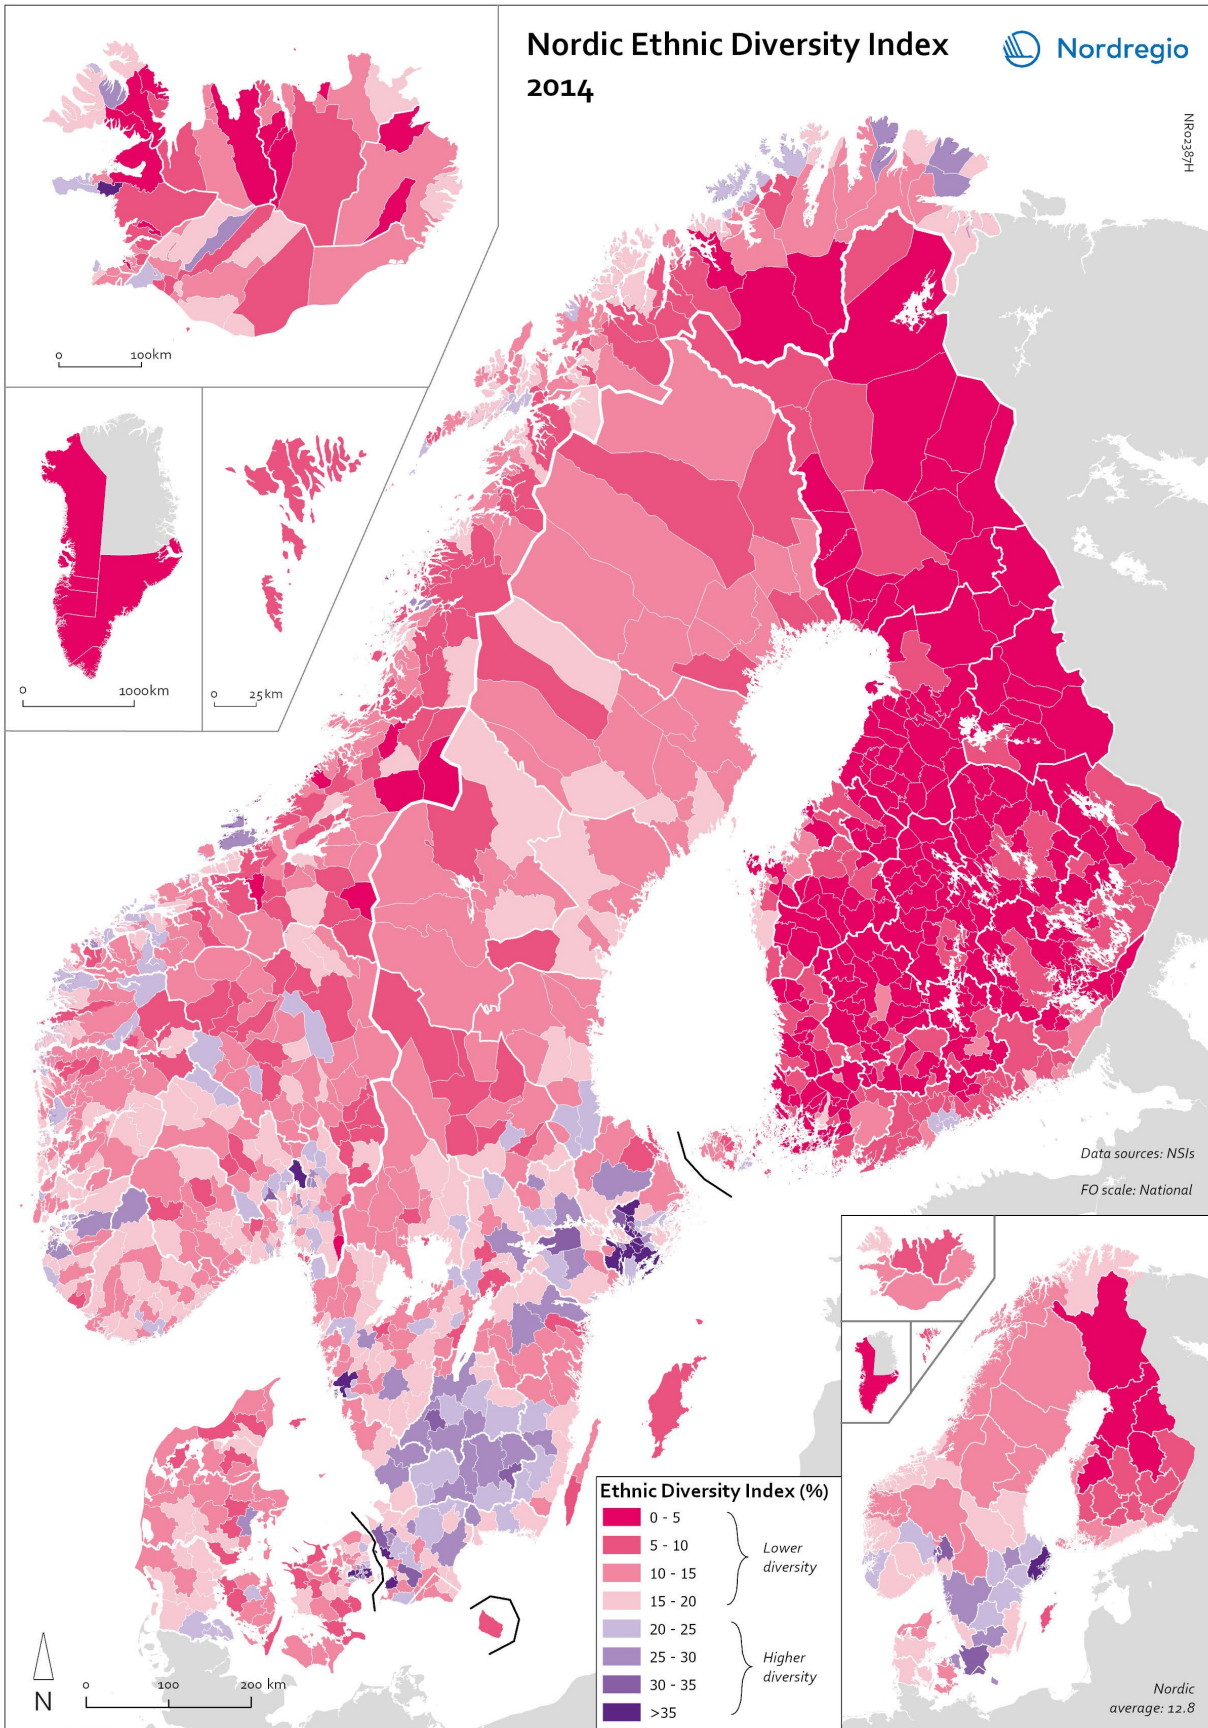 Nordic Ethnic Diversity Index
2014
Nordregio
NR02387H
0 100km
0 1000km
0 25km
Data sources: NSIs
FO scale: National
Ethnic Diversity Index (%)
0 - 5
5 - 10
10 - 15
15 - 20
20 - 25
25 - 30
30 - 35
>35
Lower
diversity
Higher
diversity
N
0 100 200 km
Nordic
average: 12.8